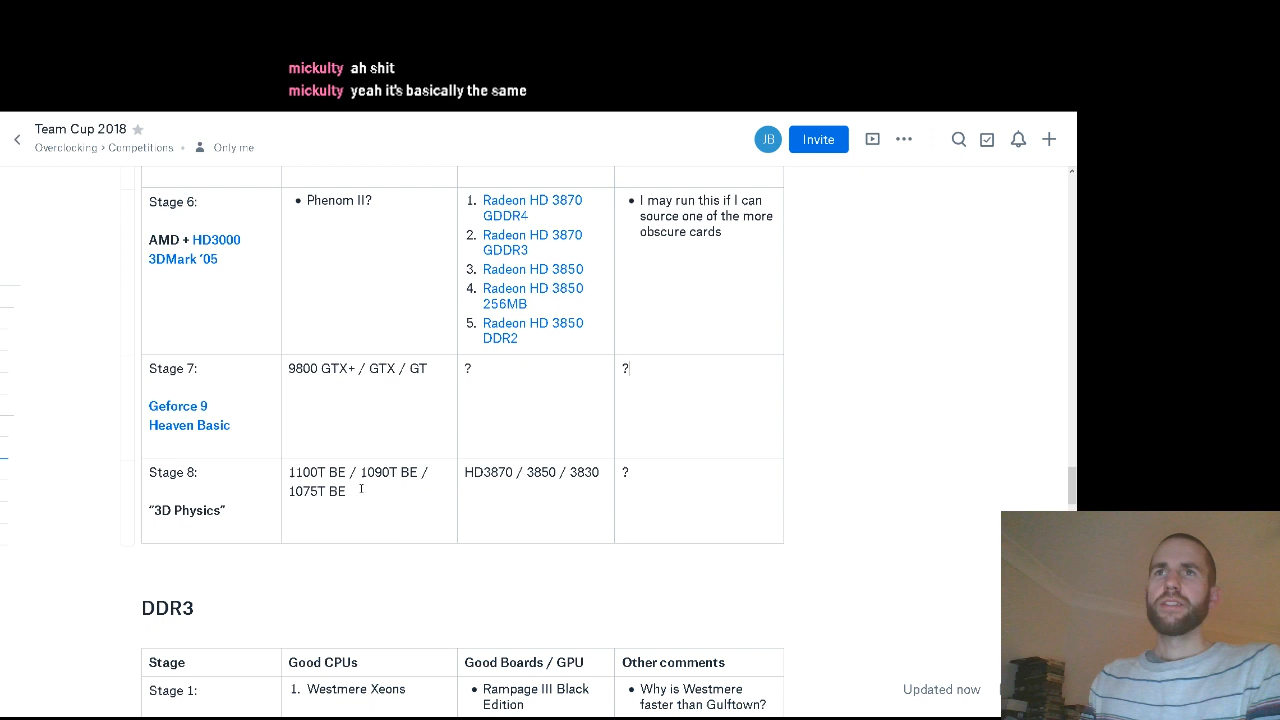 mickulty ah shit
mickulty yeah it's basically the same
Team Cup 2018
Overclocking > Competitions • Only me
JB
Invite
Stage 6:
AMD + HD3000
3DMark '05
• Phenom II?
1. Radeon HD 3870
GDDR4
2. Radeon HD 3870
GDDR3
3. Radeon HD 3850
4. Radeon HD 3850
256MB
5. Radeon HD 3850
DDR2
• I may run this if I can
source one of the more
obscure cards
Stage 7:
Geforce 9
Heaven Basic
9800 GTX+ / GTX / GT
?
?
Stage 8:
"3D Physics"
1100T BE / 1090T BE /
1075T BE
HD3870 / 3850 / 3830
?
DDR3
Stage
Good CPUs
Good Boards / GPU
Other comments
Stage 1:
1. Westmere Xeons
• Rampage III Black
Edition
• Why is Westmere
faster than Gulftown?
Updated now